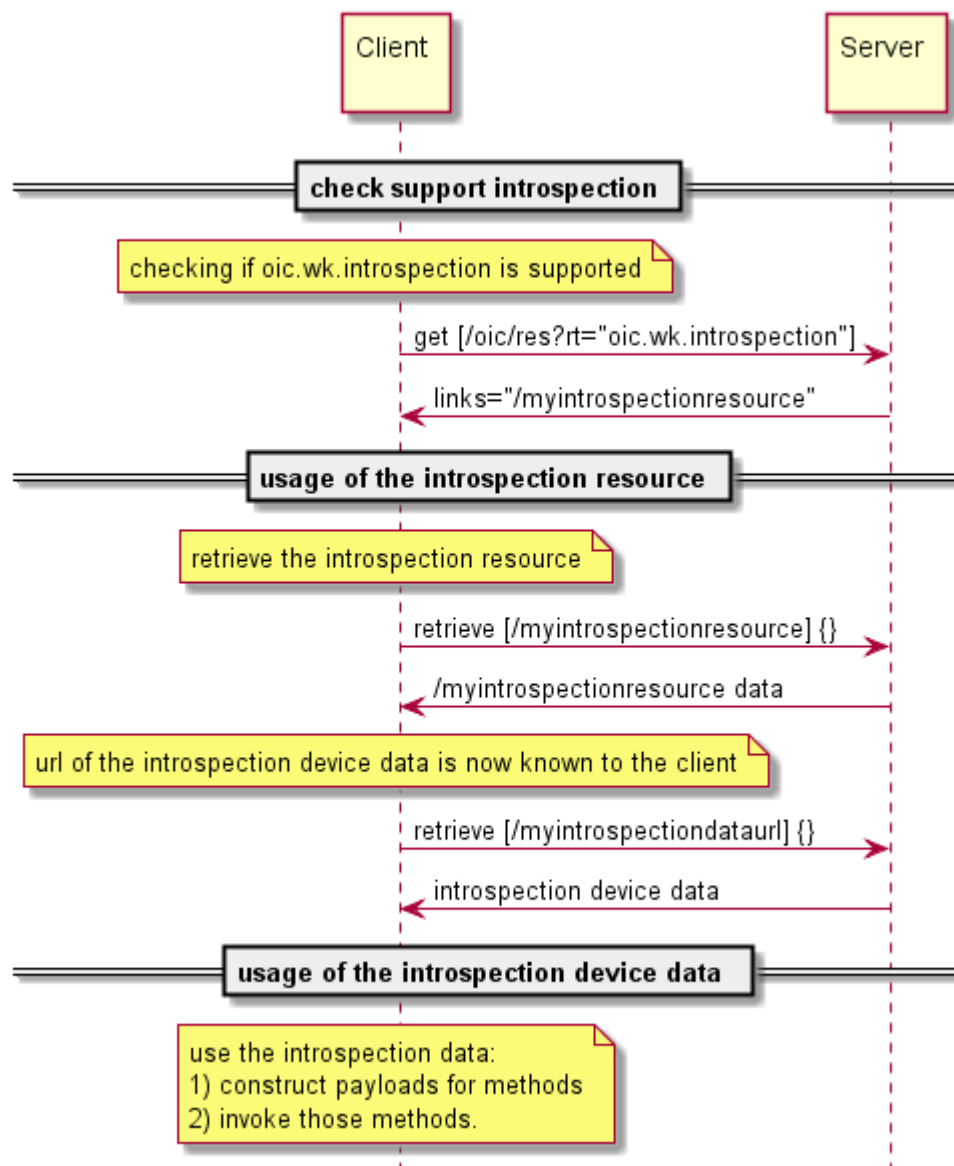 Client
Server
check support introspection
checking if oic.wk.introspection is supported
get [/oic/res?rt="oic.wk.introspection"]
links="/myintrospectionresource"
usage of the introspection resource
retrieve the introspection resource
retrieve [/myintrospectionresource] {}
/myintrospectionresource data
url of the introspection device data is now known to the client
retrieve [/myintrospectiondataurl] {}
introspection device data
usage of the introspection device data
use the introspection data:
1) construct payloads for methods
2) invoke those methods.